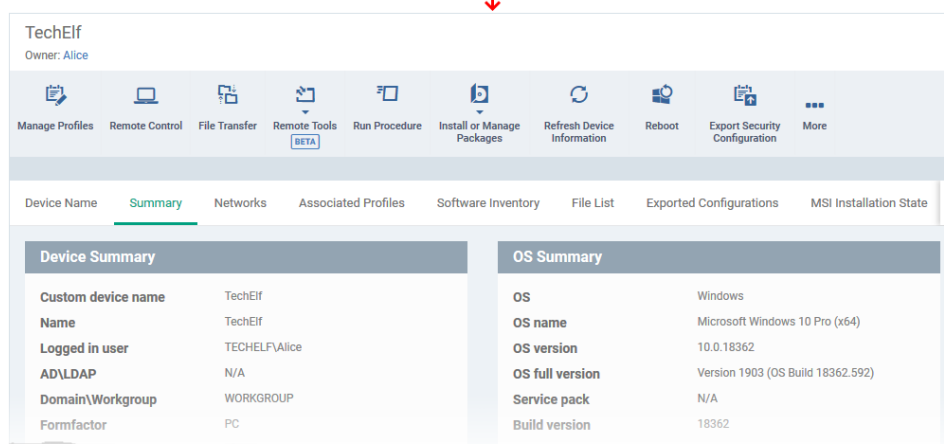 TechElf
Owner: Alice
Manage Profiles
Remote Control
File Transfer
Remote Tools
BETA
Run Procedure
Install or Manage
Packages
Refresh Device
Information
Reboot
Export Security
Configuration
More
Device Name
Summary
Networks
Associated Profiles
Software Inventory
File List
Exported Configurations
MSI Installation State
Device Summary
Custom device name TechElf
Name TechElf
Logged in user TECHELF\Alice
AD\LDAP N/A
Domain\Workgroup WORKGROUP
Formfactor PC
OS Summary
OS Windows
OS name Microsoft Windows 10 Pro (x64)
OS version 10.0.18362
OS full version Version 1903 (OS Build 18362.592)
Service pack N/A
Build version 18362